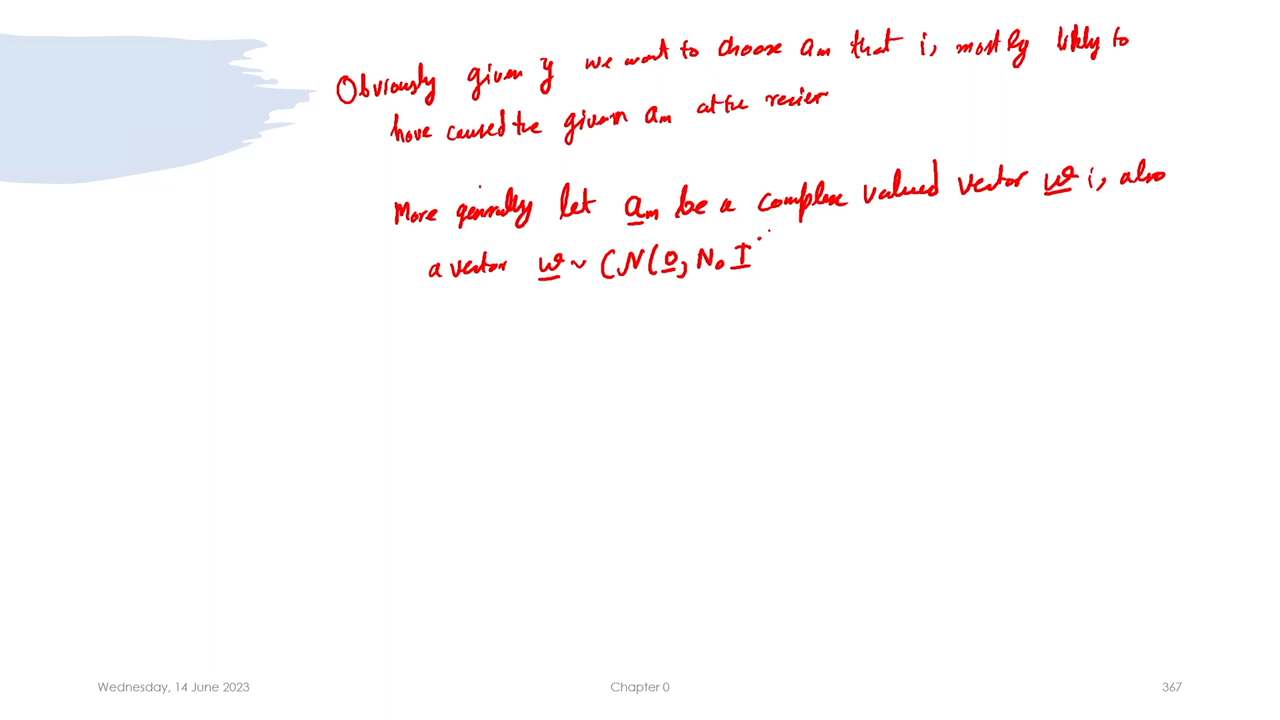 Obviously given y we want to choose am that is mostly likely to
have caused the given am at the reciever
More generally let am be a complex valued vector w is also
a vector w ~ CN(0, N0 I
Wednesday, 14 June 2023
Chapter 0
367